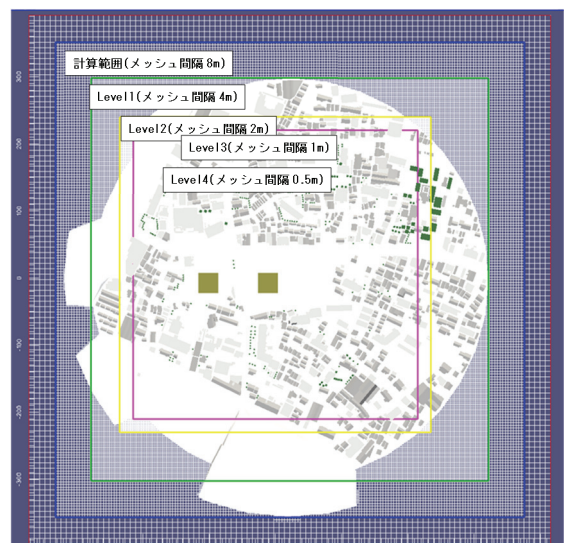 計算範囲(メッシュ間隔 8m)
Level1(メッシュ間隔 4m)
Level2(メッシュ間隔 2m)
Level3(メッシュ間隔 1m)
Level4(メッシュ間隔 0.5m)
300
200
100
0
-100
-200
-300